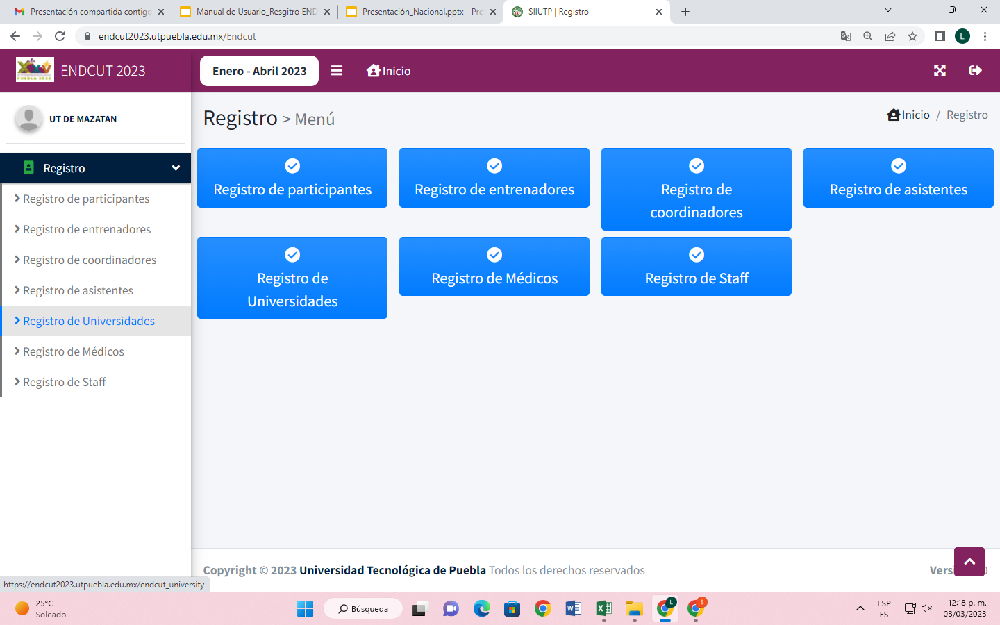 Presentación compartida contigo
Manual de Usuario_Resgitro END
Presentación_Nacional.pptx - Pre
SIIUTP | Registro
endcut2023.utpuebla.edu.mx/Endcut
L
ENDCUT 2023
Enero - Abril 2023
Inicio
UT DE MAZATAN
Registro > Menú
Inicio / Registro
Registro
Registro de participantes
Registro de entrenadores
Registro de coordinadores
Registro de asistentes
Registro de Universidades
Registro de Médicos
Registro de Staff
Registro de participantes
Registro de entrenadores
Registro de
coordinadores
Registro de asistentes
Registro de
Universidades
Registro de Médicos
Registro de Staff
Copyright © 2023 Universidad Tecnológica de Puebla Todos los derechos reservados
https://endcut2023.utpuebla.edu.mx/endcut_university
25°C
Soleado
Búsqueda
L
S
ESP
ES
12:18 p. m.
03/03/2023